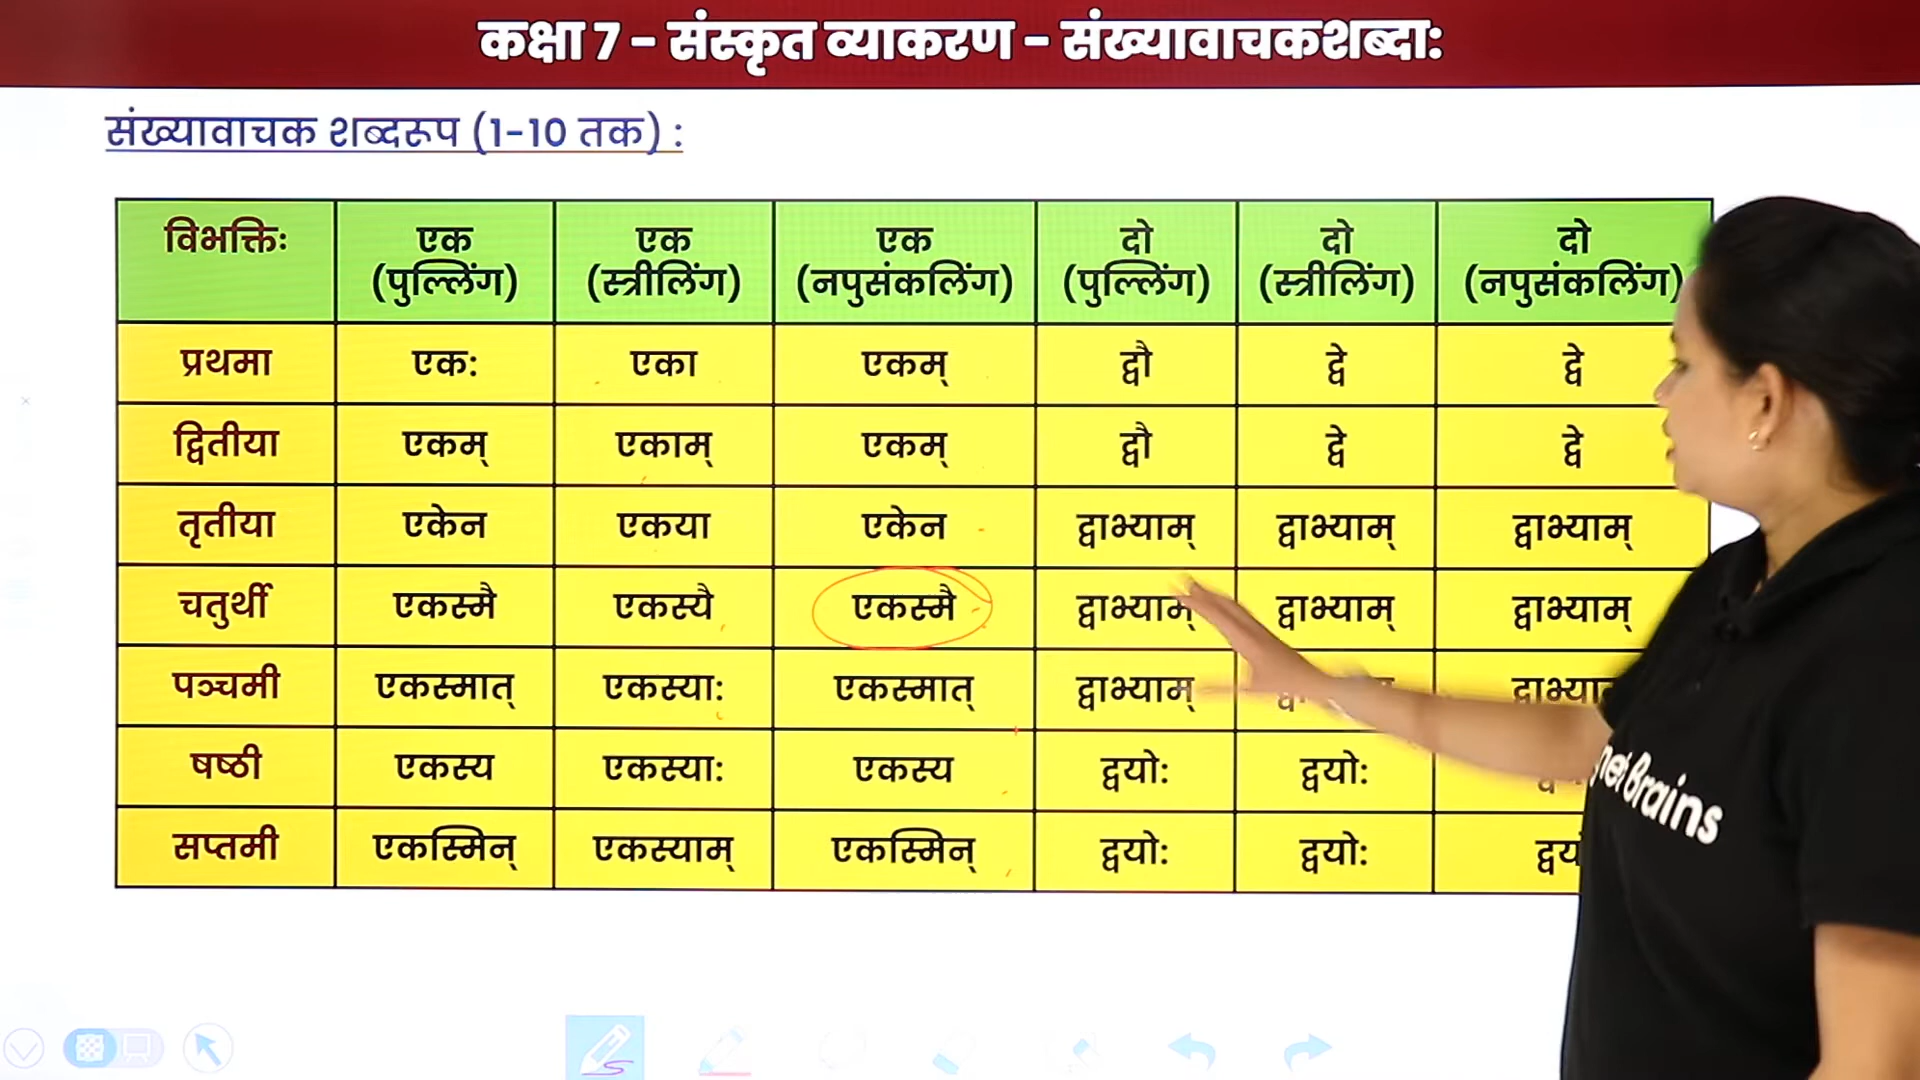 कक्षा 7 - संस्कृत व्याकरण - संख्यावाचकशब्दाः
संख्यावाचक शब्दरूप (1-10 तक) :
विभक्तिः एक (पुल्लिंग) एक (स्त्रीलिंग) एक (नपुसंकलिंग) दो (पुल्लिंग) दो (स्त्रीलिंग) दो (नपुसंकलिंग)
प्रथमा एकः एका एकम् द्वौ द्वे द्वे
द्वितीया एकम् एकाम् एकम् द्वौ द्वे द्वे
तृतीया एकेन एकया एकेन द्वाभ्याम् द्वाभ्याम् द्वाभ्याम्
चतुर्थी एकस्मै एकस्यै एकस्मै द्वाभ्याम् द्वाभ्याम् द्वाभ्याम्
पञ्चमी एकस्मात् एकस्याः एकस्मात् द्वाभ्याम्
षष्ठी एकस्य एकस्याः एकस्य द्वयोः द्वयोः
सप्तमी एकस्मिन् एकस्याम् एकस्मिन् द्वयोः द्वयोः
Brains